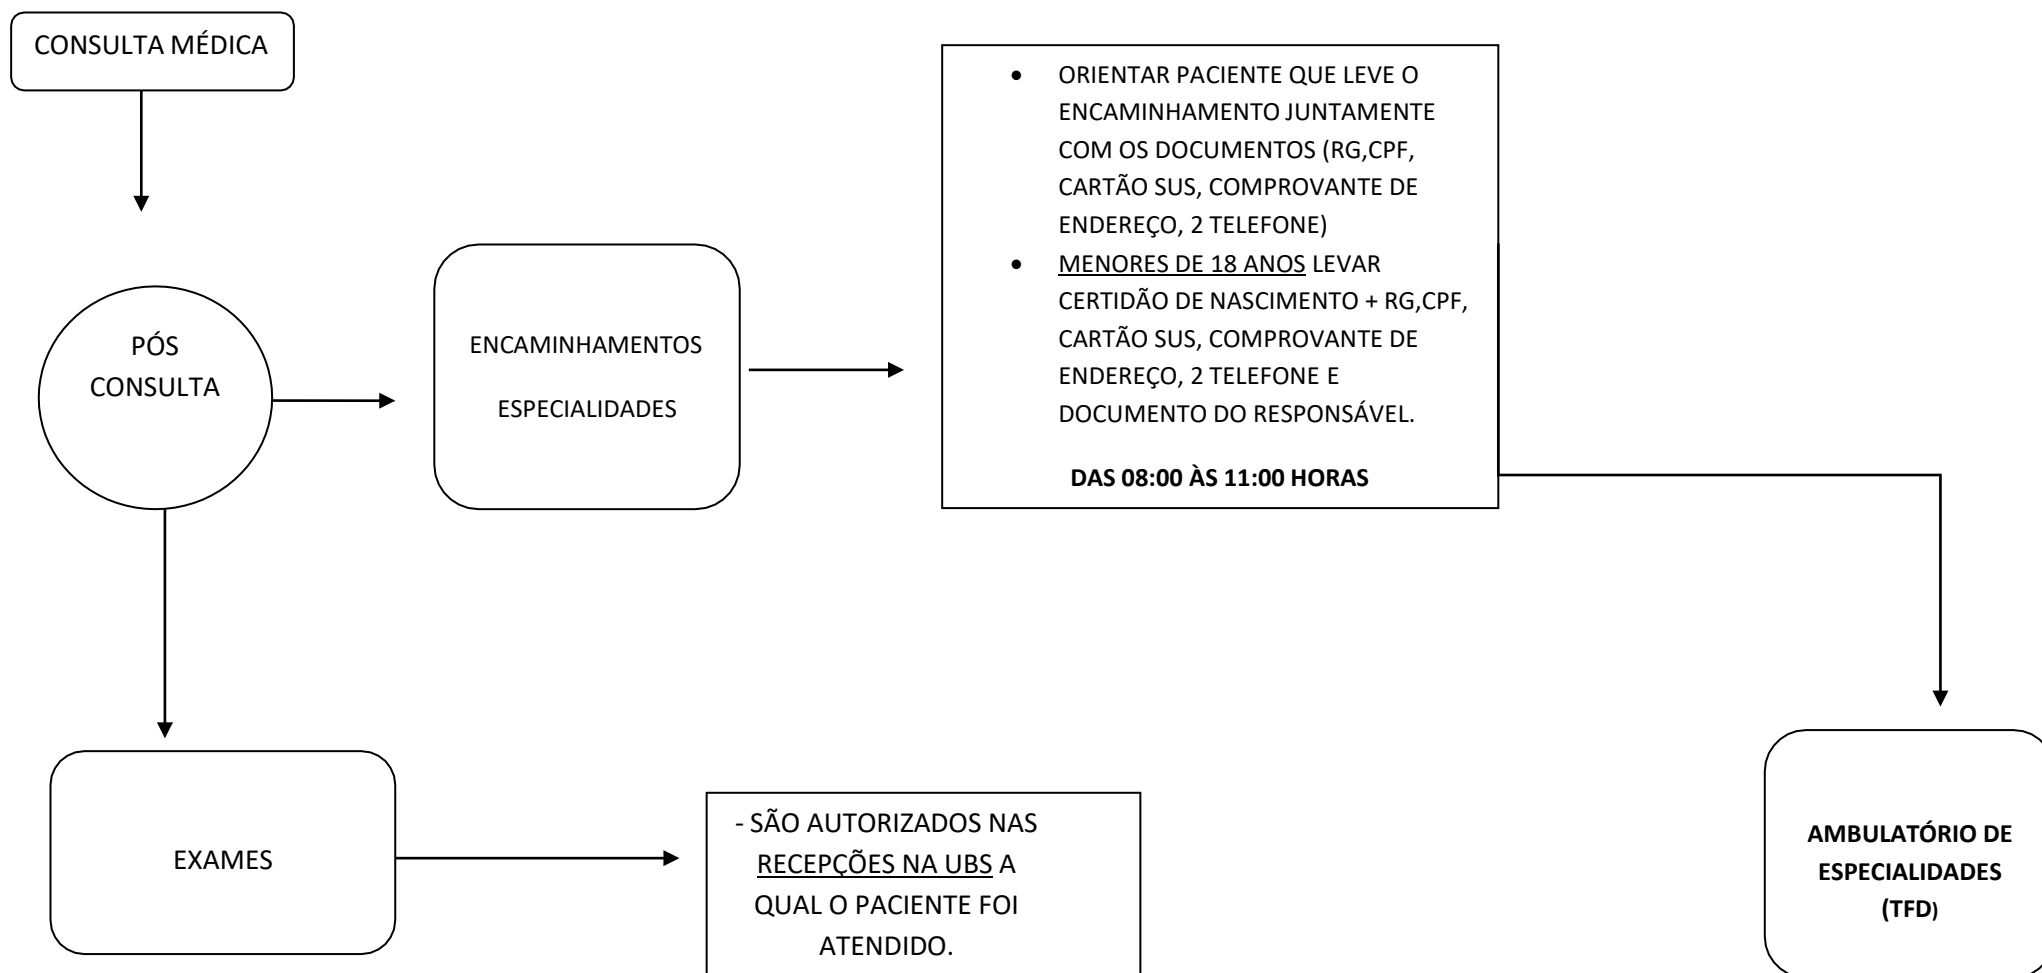 CONSULTA MÉDICA
PÓS
CONSULTA
ENCAMINHAMENTOS
ESPECIALIDADES
• ORIENTAR PACIENTE QUE LEVE O
ENCAMINHAMENTO JUNTAMENTE
COM OS DOCUMENTOS (RG,CPF,
CARTÃO SUS, COMPROVANTE DE
ENDEREÇO, 2 TELEFONE)
• MENORES DE 18 ANOS LEVAR
CERTIDÃO DE NASCIMENTO + RG,CPF,
CARTÃO SUS, COMPROVANTE DE
ENDEREÇO, 2 TELEFONE E
DOCUMENTO DO RESPONSÁVEL.
DAS 08:00 ÀS 11:00 HORAS
EXAMES
- SÃO AUTORIZADOS NAS
RECEPÇÕES NA UBS A
QUAL O PACIENTE FOI
ATENDIDO.
AMBULATÓRIO DE
ESPECIALIDADES
(TFD)